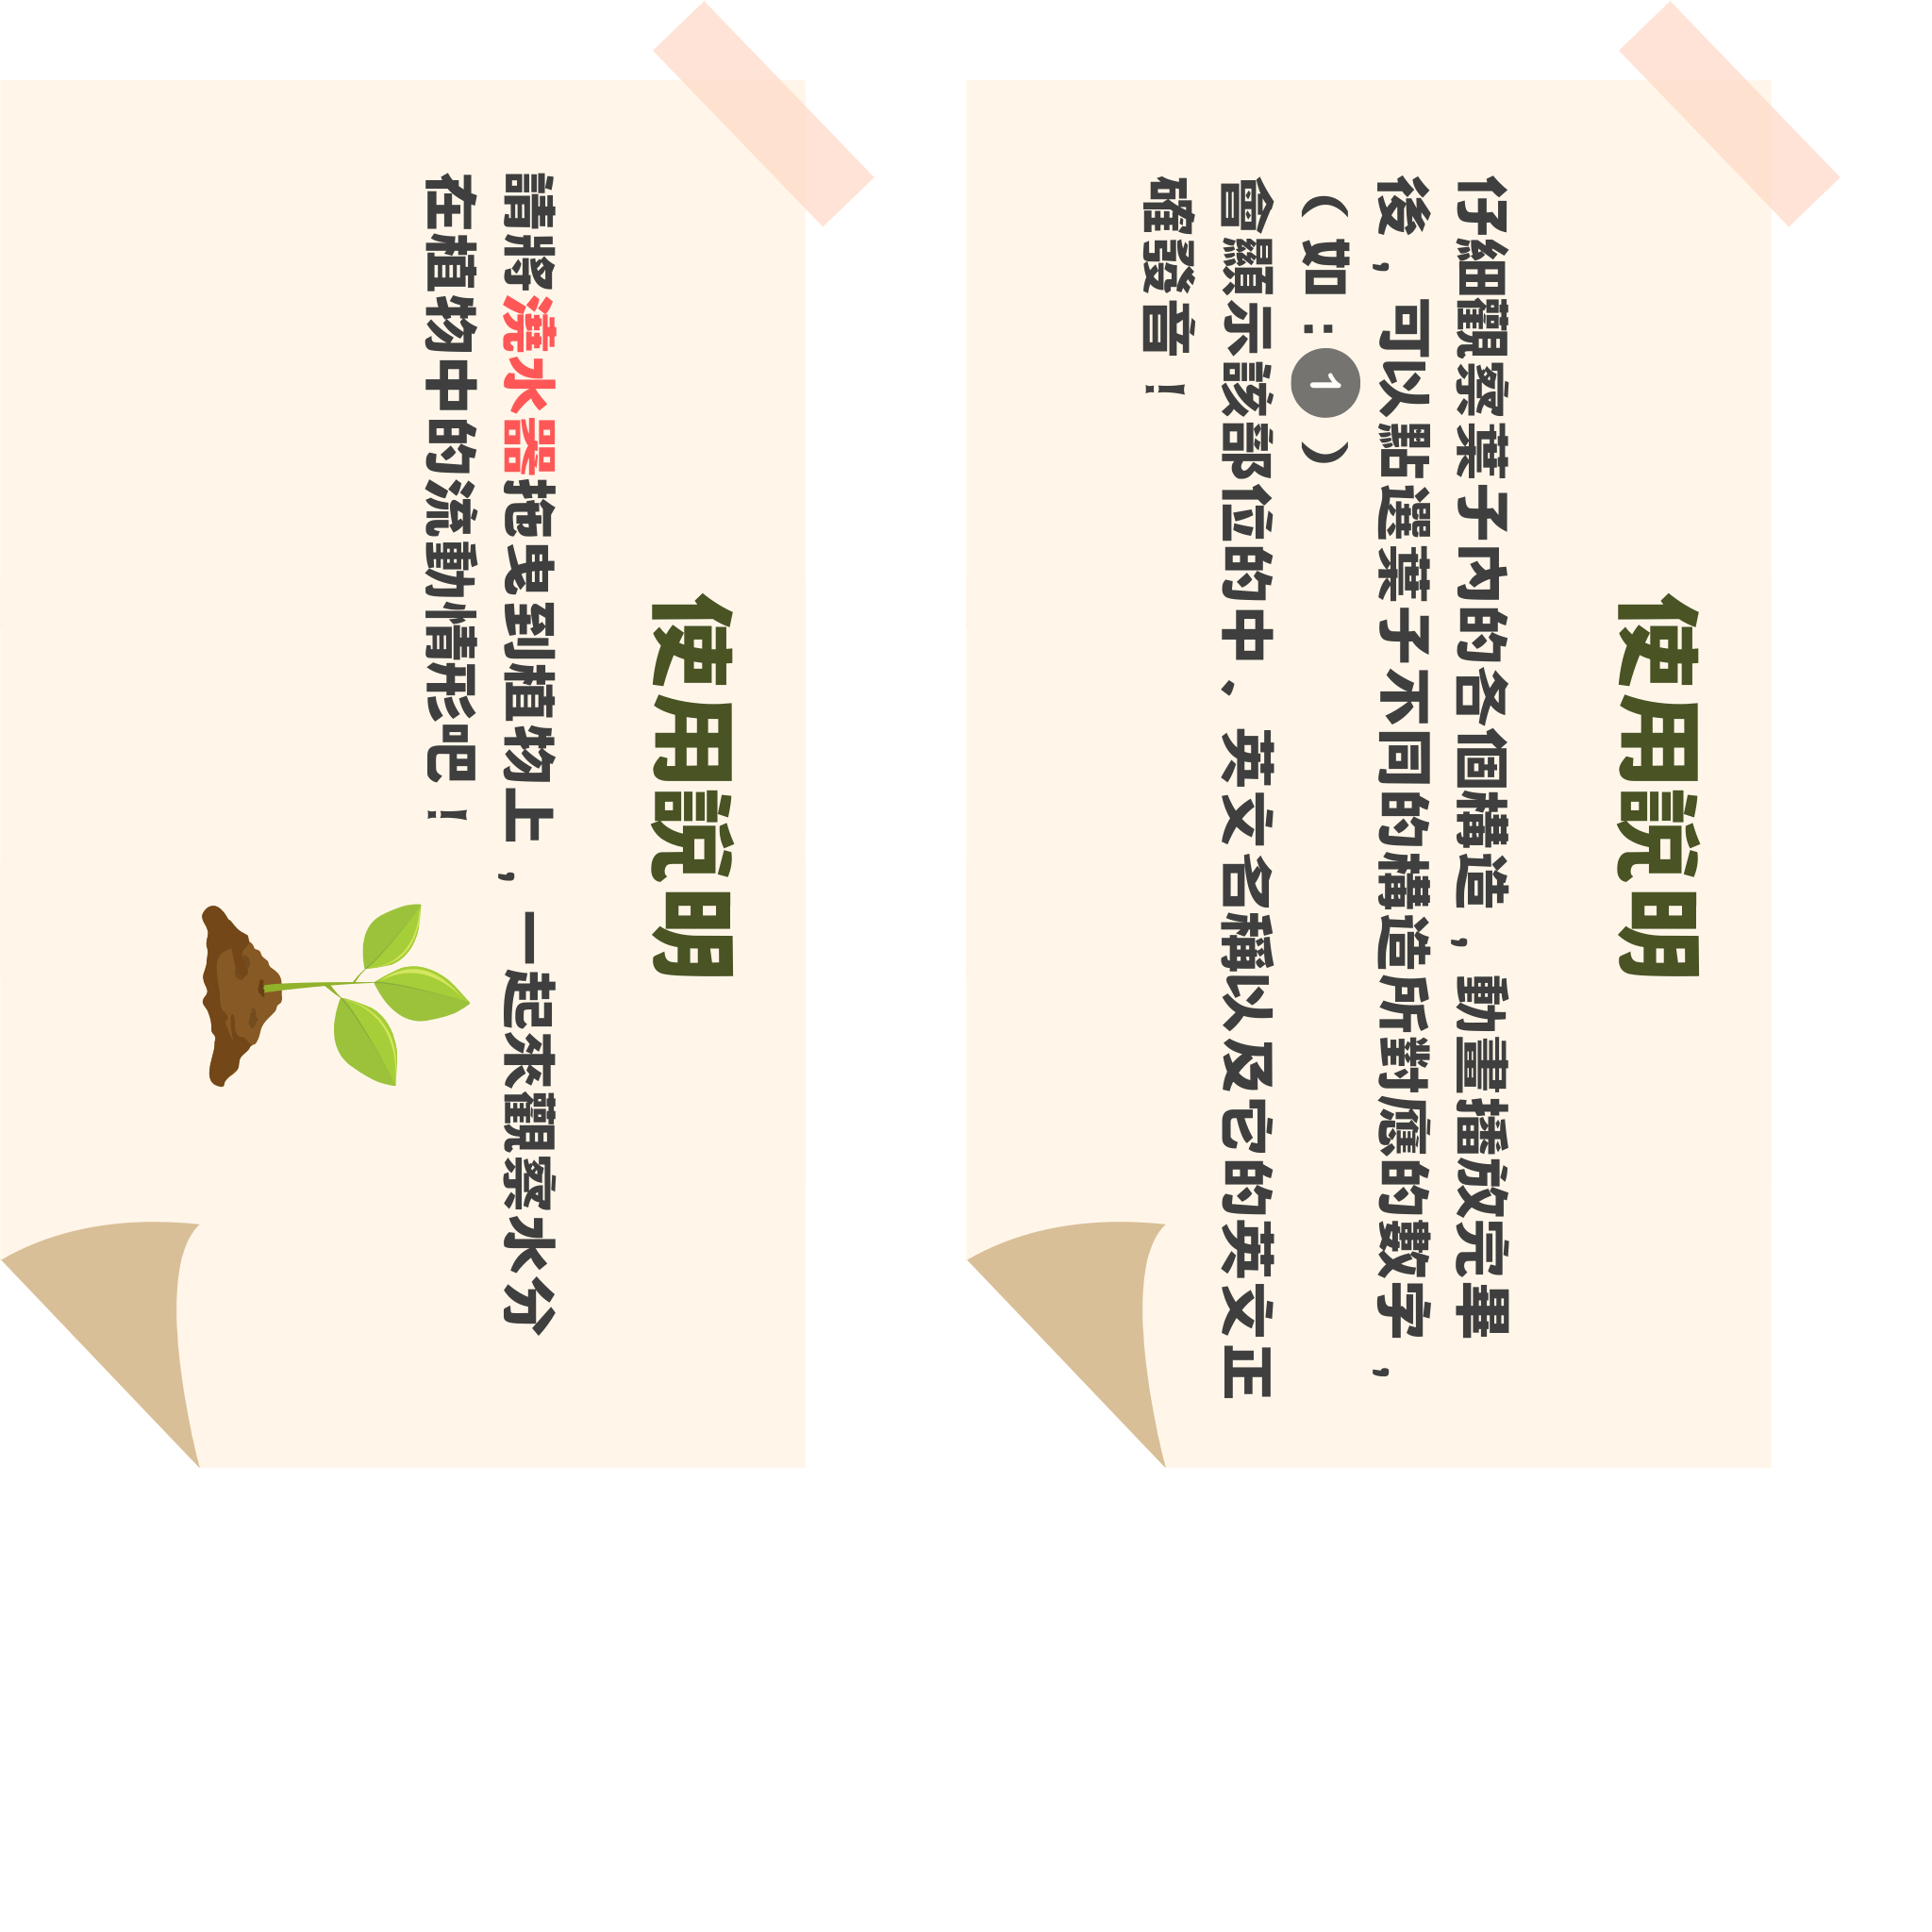 使用說明
仔細觀察葉子內的各個構造，動畫播放完畢
後，可以點選葉子不同的構造所對應的數字，
（如：1）
會顯示該部位的中、英文名稱以及它的英文正
確發音！
使用說明
請將澆水器拖曳到植物上，一起來觀察水分
在植物中的流動情形吧！